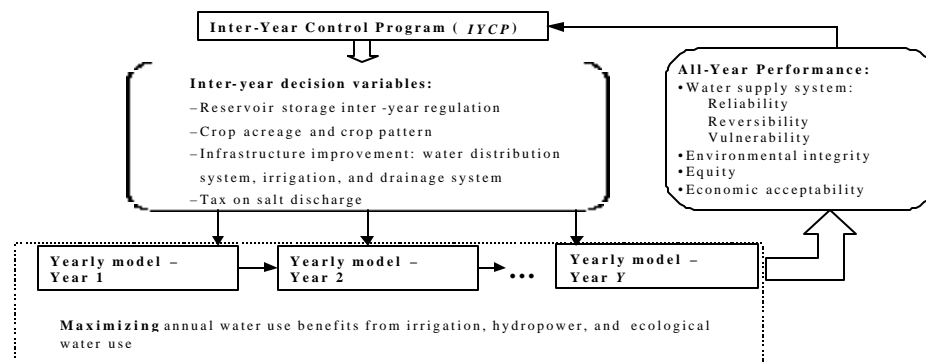 Inter-Year Control Program ( IYCP)
Inter-year decision variables:
–Reservoir storage inter -year regulation
–Crop acreage and crop pattern
–Infrastructure improvement: water distribution
system, irrigation, and drainage system
–Tax on salt discharge
All-Year Performance:
•Water supply system:
Reliability
Reversibility
Vulnerability
•Environmental integrity
•Equity
•Economic acceptability
Yearly model –
Year 1
Yearly model –
Year 2
...
Yearly model –
Year Y
Maximizing annual water use benefits from irrigation, hydropower, and ecological
water use